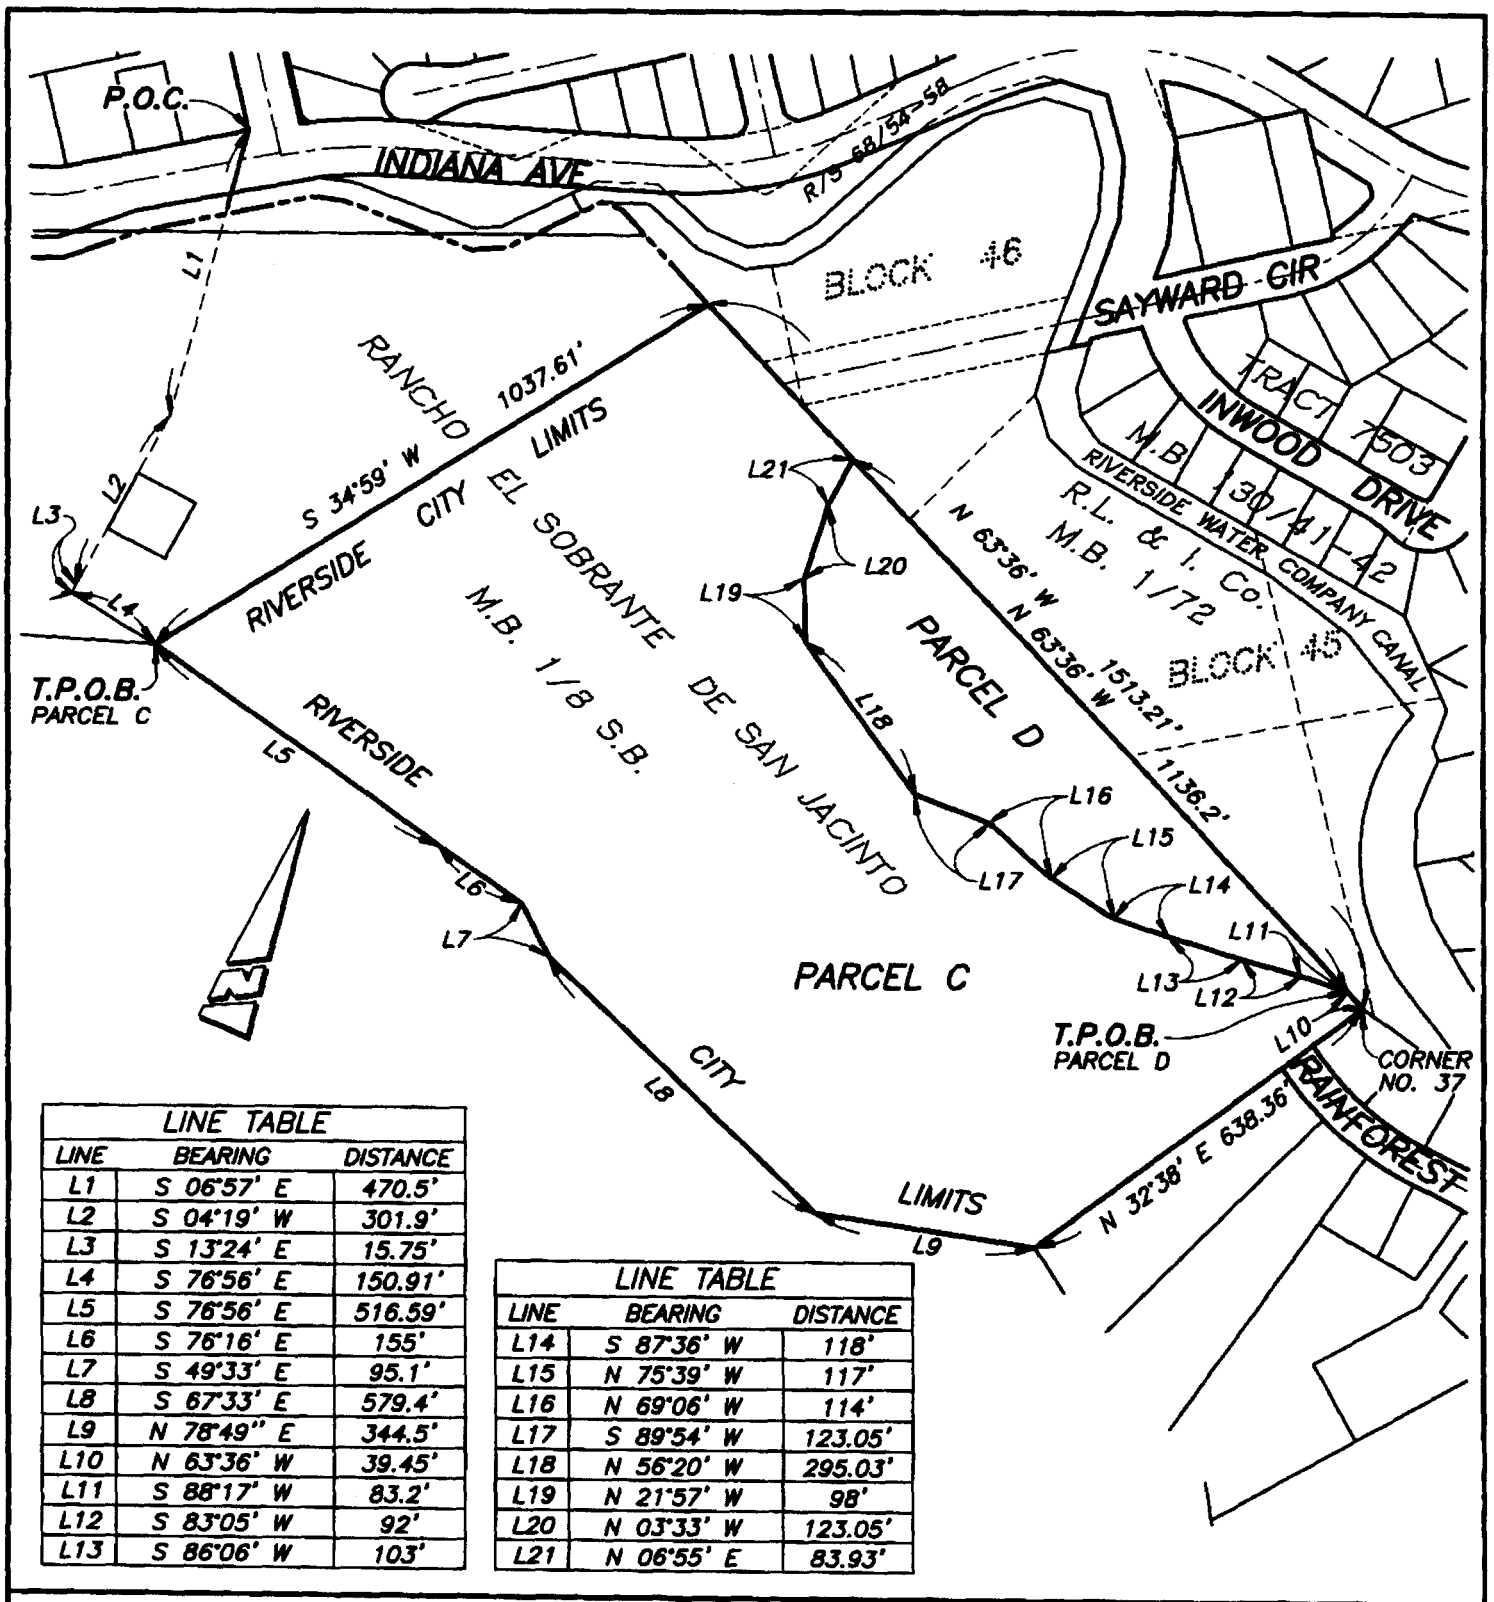 P.O.C.
INDIANA AVE
R/S 68/54-58
BLOCK 46
SAYWARD CIR
L1
RANCHO
1037.61'
LIMITS
S 34°59' W
CITY
RIVERSIDE
EL SOBRANTE
DE SAN JACINTO
M.B. 1/8 S.B.
TRACT 7503
M.B. 130/41-42
INWOOD DRIVE
RIVERSIDE WATER COMPANY CANAL
R.L. & I. Co.
M.B. 1/72
BLOCK 45
L2
L3
L4
T.P.O.B.
PARCEL C
L21
L20
L19
L18
PARCEL D
N 63°36' W
N 63°36' W
1513.21'
1136.2'
L5
RIVERSIDE
L6
L7
N
L17
L16
L15
L14
L13
L12
L11
PARCEL C
T.P.O.B.
PARCEL D
L10
CORNER
NO. 37
RAINFOREST
CITY
L8
LIMITS
L9
N 32°38' E 638.36'
LINE TABLE
LINE BEARING DISTANCE
L1 S 06°57' E 470.5'
L2 S 04°19' W 301.9'
L3 S 13°24' E 15.75'
L4 S 76°56' E 150.91'
L5 S 76°56' E 516.59'
L6 S 76°16' E 155'
L7 S 49°33' E 95.1'
L8 S 67°33' E 579.4'
L9 N 78°49" E 344.5'
L10 N 63°36' W 39.45'
L11 S 88°17' W 83.2'
L12 S 83°05' W 92'
L13 S 86°06' W 103'
LINE TABLE
LINE BEARING DISTANCE
L14 S 87°36' W 118'
L15 N 75°39' W 117'
L16 N 69°06' W 114'
L17 S 89°54' W 123.05'
L18 N 56°20' W 295.03'
L19 N 21°57' W 98'
L20 N 03°33' W 123.05'
L21 N 06°55' E 83.93'